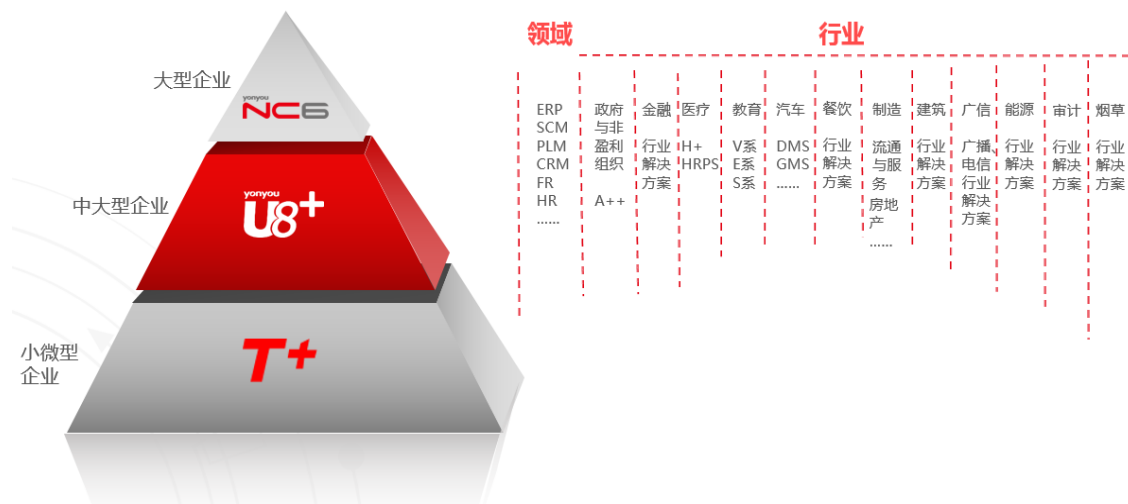 大型企业
yonyou
NC6
中大型企业
yonyou
U8+
小微型
企业
T+
领域
行业
ERP
SCM
PLM
CRM
FR
HR
……
政府
与非
盈利
组织
A++
金融
行业
解决
方案
医疗
H+
HRPS
教育
V系
E系
S系
汽车
DMS
GMS
……
餐饮
行业
解决
方案
制造
流通
与服
务
房地
产
……
建筑
行业
解决
方案
广信
广播、
电信
行业
解决
方案
能源
行业
解决
方案
审计
行业
解决
方案
烟草
行业
解决
方案